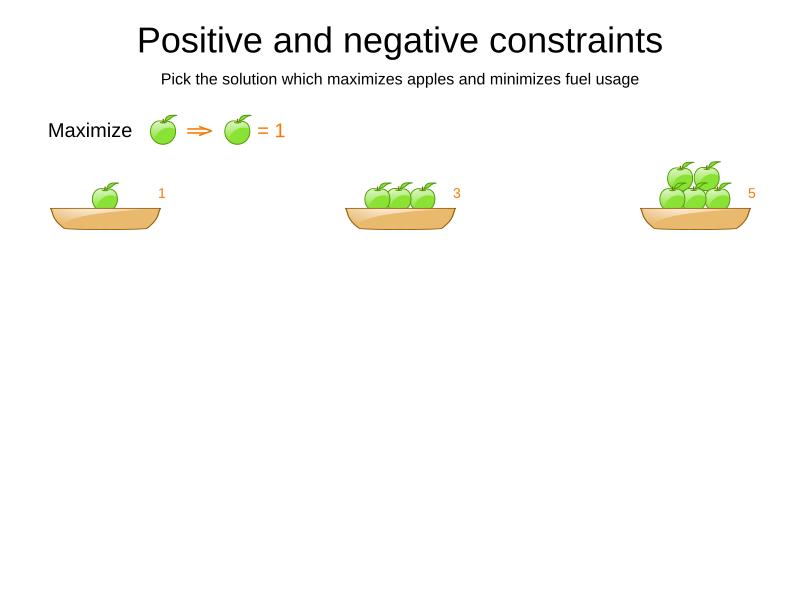 Positive and negative constraints
Pick the solution which maximizes apples and minimizes fuel usage
Maximize = 1
1 3 5